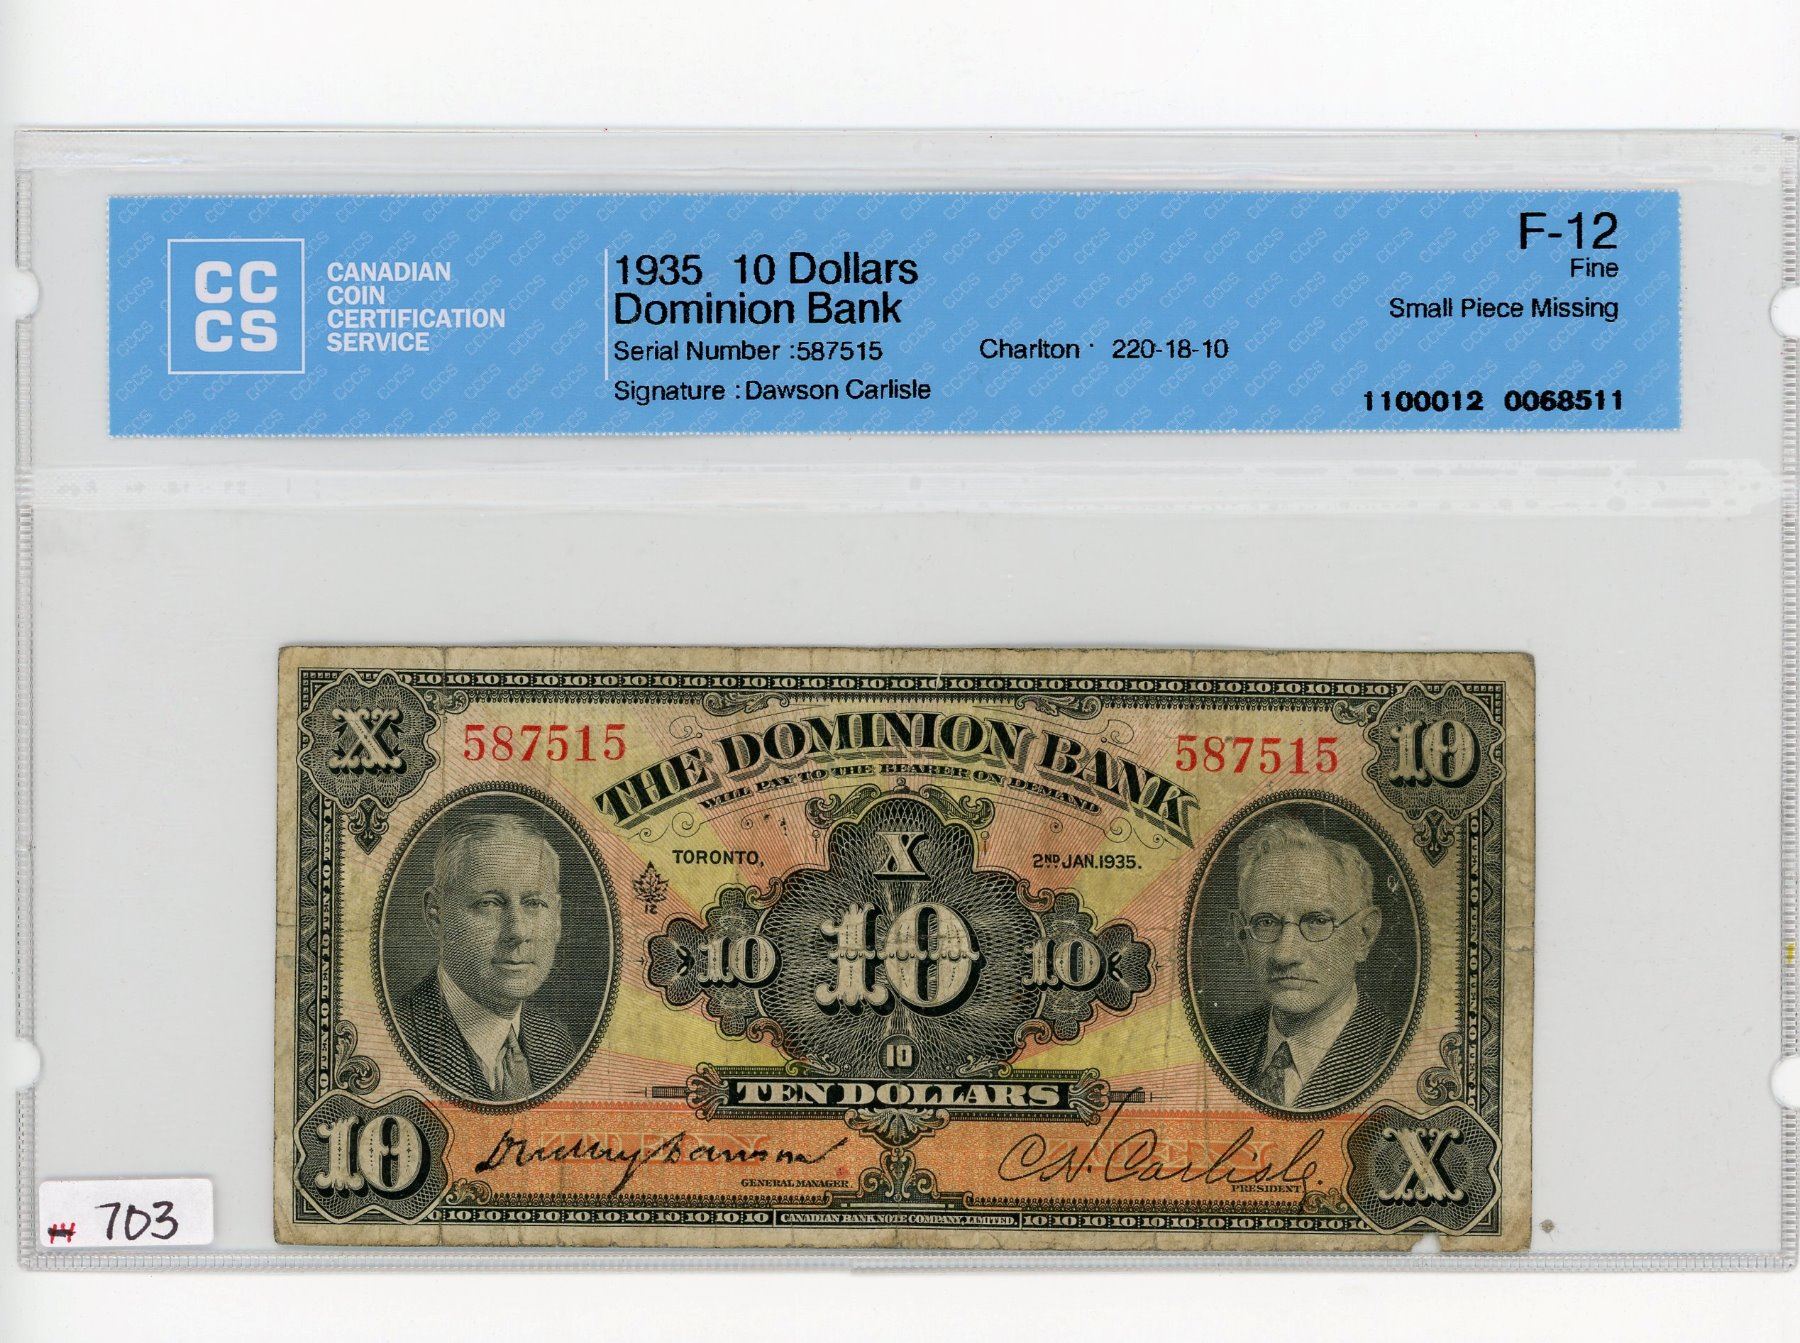 CC
CS
CANADIAN
COIN
CERTIFICATION
SERVICE
1935 10 Dollars
Dominion Bank
Serial Number :587515
Charlton · 220-18-10
Signature : Dawson Carlisle
F-12
Fine
Small Piece Missing
1100012 0068511
X
587515
THE DOMINION BANK
587515
10
WILL PAY TO THE BEARER ON DEMAND
TORONTO,
X
2ND JAN. 1935.
A
12
10
10
10
10
TEN DOLLARS
10
X
GENERAL MANAGER.
C. H. Carlisle.
PRESIDENT
CANADIAN BANK NOTE COMPANY, LIMITED.
703